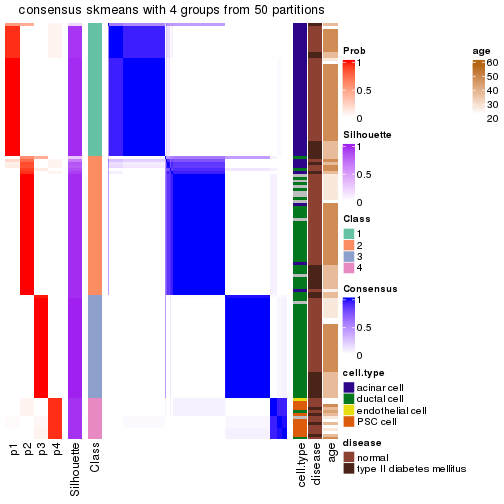 consensus skmeans with 4 groups from 50 partitions
Prob
1
0.5
0
Silhouette
1
0.5
0
Class
1
2
3
4
Consensus
1
0.5
0
cell.type
acinar cell
ductal cell
endothelial cell
PSC cell
disease
normal
type II diabetes mellitus
age
60
50
40
30
20
p1
p2
p3
p4
Silhouette
Class
cell.type
disease
age